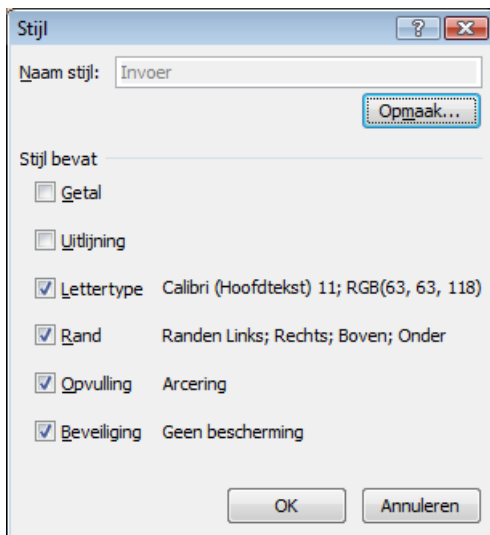 Stijl
Naam stijl: Invoer
Opmaak...
Stijl bevat
Getal
Uitlijning
Lettertype Calibri (Hoofdtekst) 11; RGB(63, 63, 118)
Rand Randen Links; Rechts; Boven; Onder
Opvulling Arcering
Beveiliging Geen bescherming
OK Annuleren